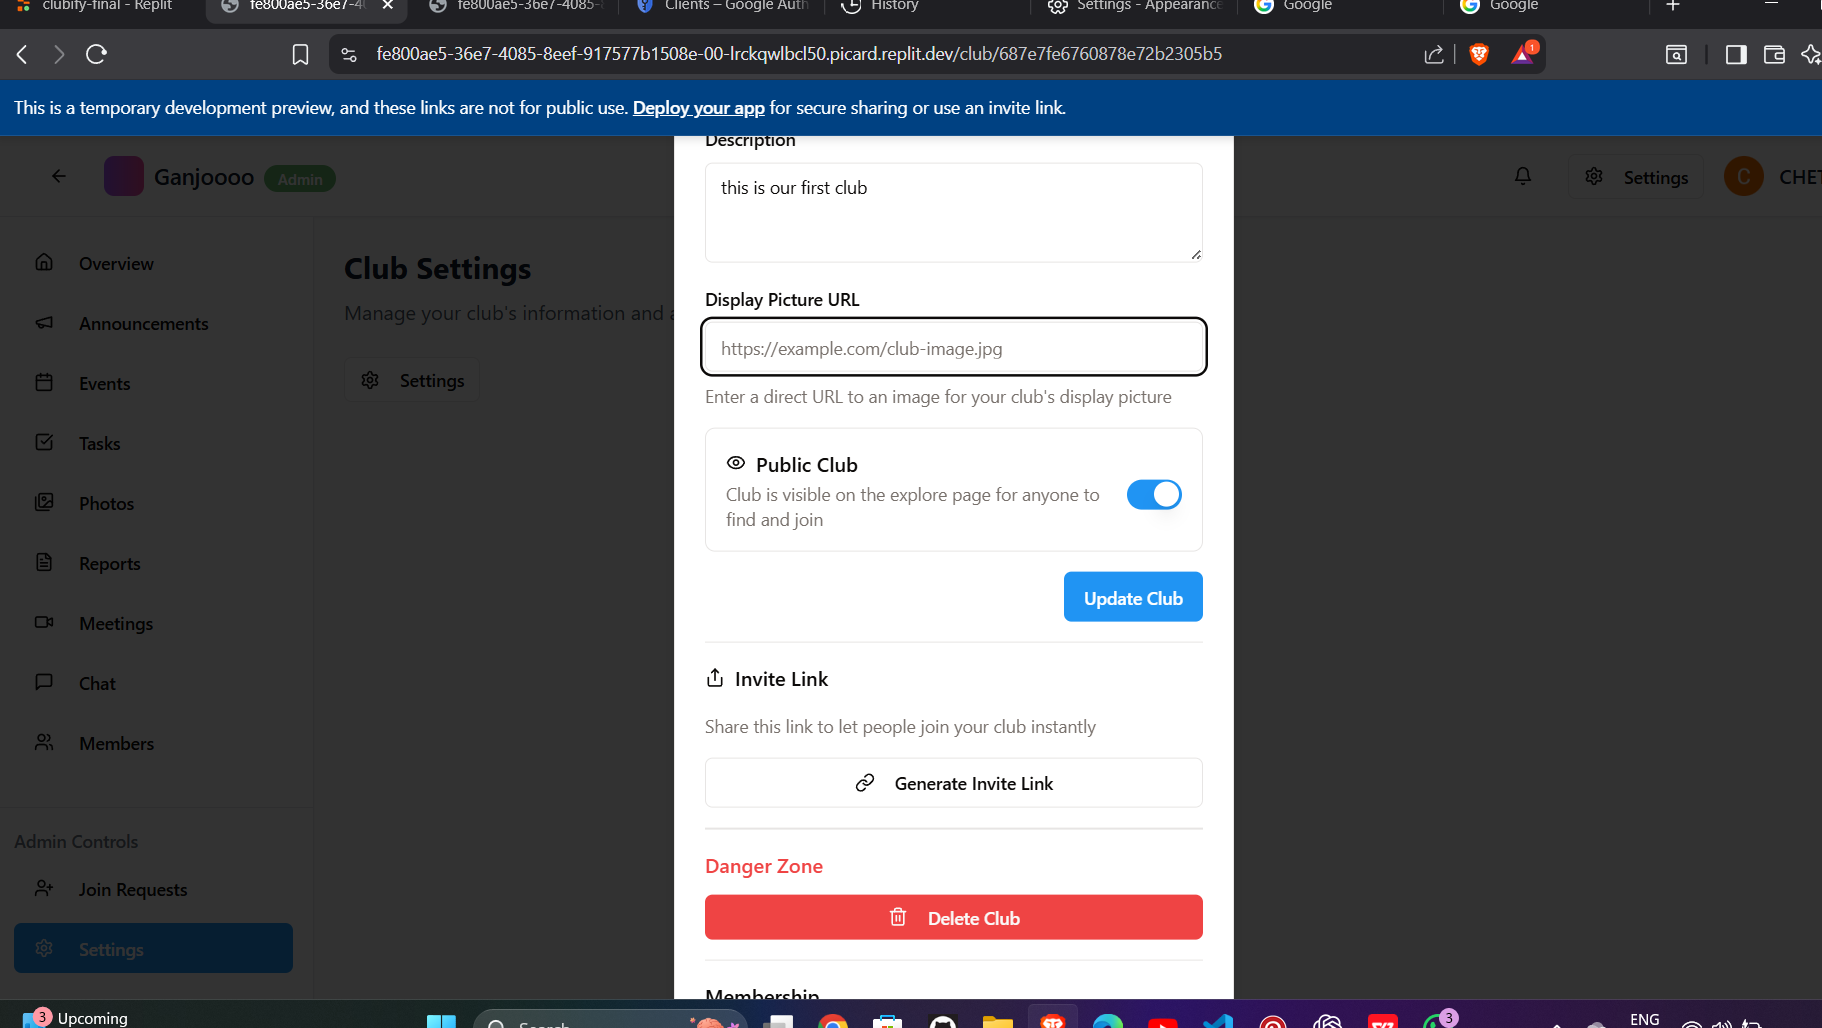 clubify-final - Replit
fe800ae5-36e7-4
fe800ae5-36e7-4085-8
Clients – Google Auth
History
Settings - Appearance
Google
Google
fe800ae5-36e7-4085-8eef-917577b1508e-00-lrckqwlbcl50.picard.replit.dev/club/687e7fe6760878e72b2305b5
1
This is a temporary development preview, and these links are not for public use. Deploy your app for secure sharing or use an invite link.
Ganjoooo
Admin
Settings
C
CHET
Overview
Announcements
Events
Tasks
Photos
Reports
Meetings
Chat
Members
Admin Controls
Join Requests
Settings
Club Settings
Manage your club's information and a
Settings
Description
this is our first club
Display Picture URL
https://example.com/club-image.jpg
Enter a direct URL to an image for your club's display picture
Public Club
Club is visible on the explore page for anyone to
find and join
Update Club
Invite Link
Share this link to let people join your club instantly
Generate Invite Link
Danger Zone
Delete Club
Membership
3
Upcoming
Search
3
ENG